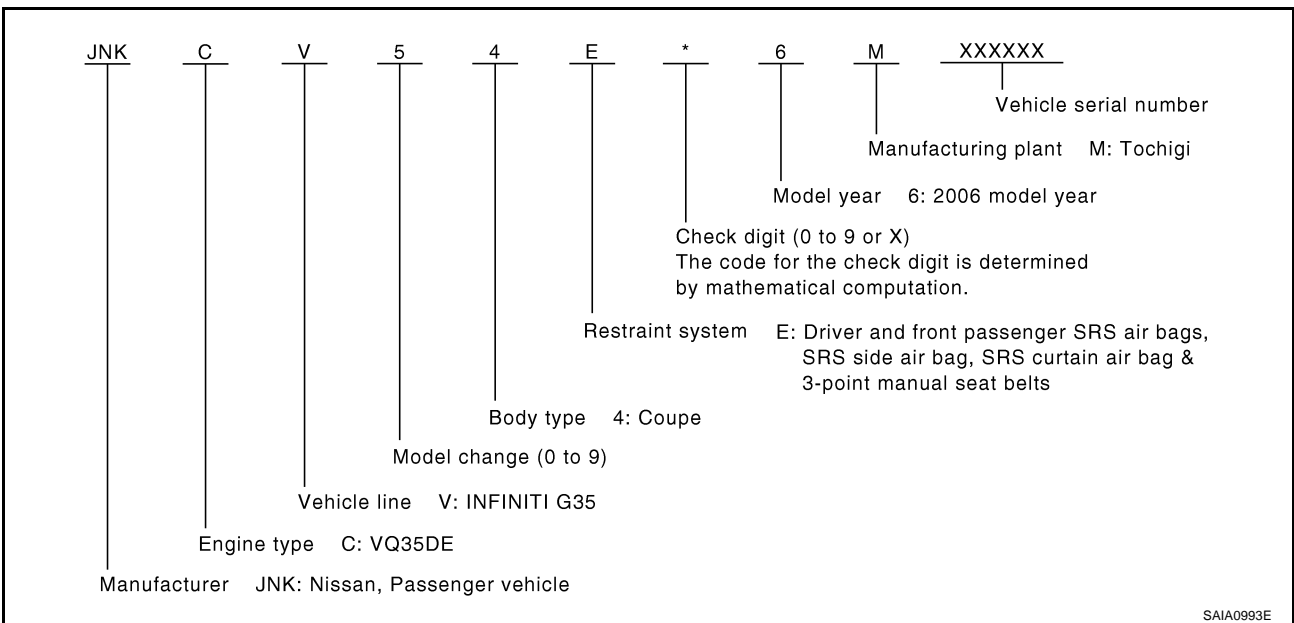 JNK C V 5 4 E * 6 M XXXXXX
Vehicle serial number
Manufacturing plant M: Tochigi
Model year 6: 2006 model year
Check digit (0 to 9 or X)
The code for the check digit is determined
by mathematical computation.
Restraint system E: Driver and front passenger SRS air bags,
SRS side air bag, SRS curtain air bag &
3-point manual seat belts
Body type 4: Coupe
Model change (0 to 9)
Vehicle line V: INFINITI G35
Engine type C: VQ35DE
Manufacturer JNK: Nissan, Passenger vehicle
SAIA0993E